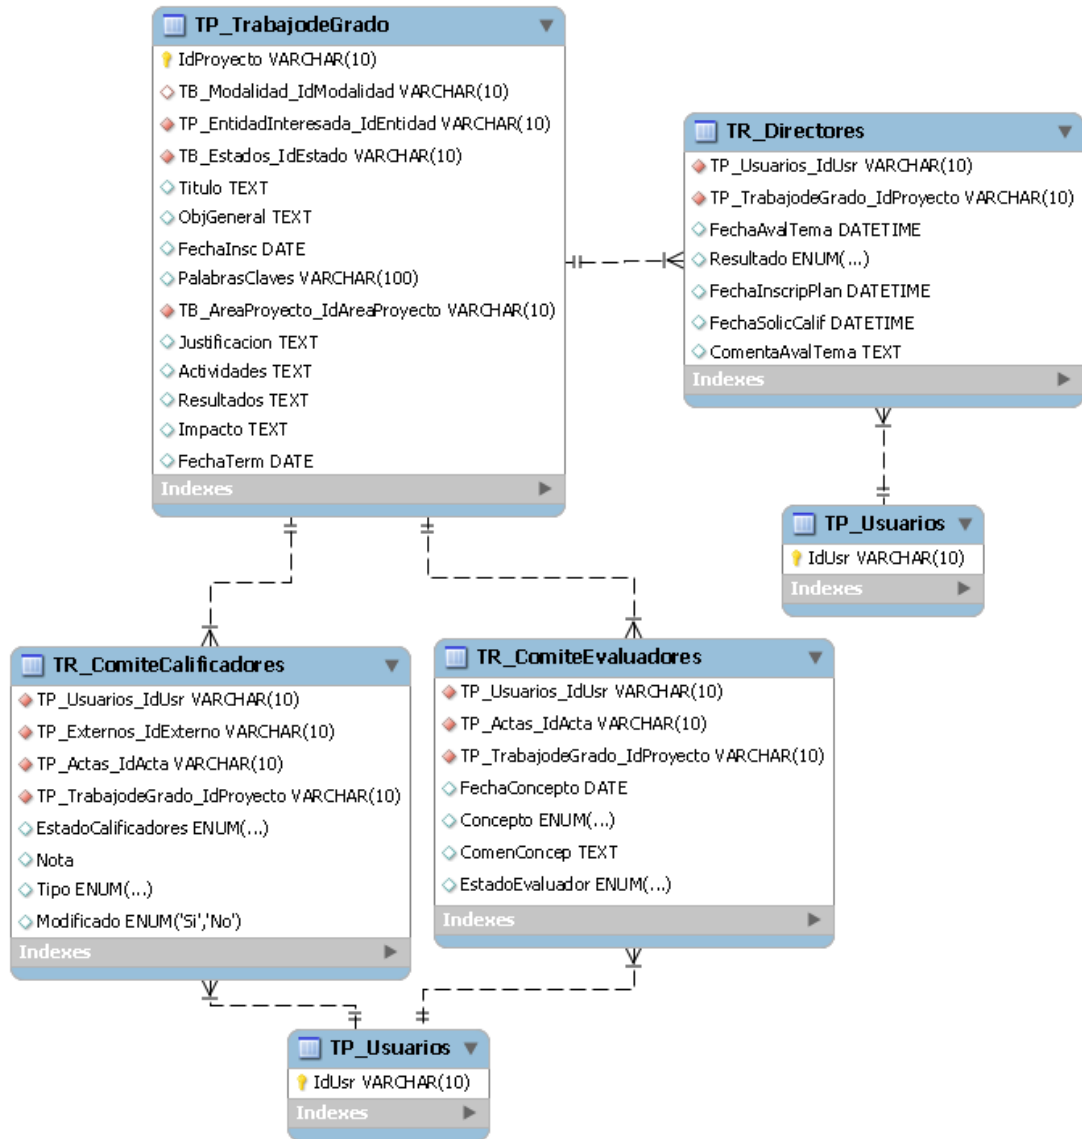 TP_TrabajodeGrado
IdProyecto VARCHAR(10)
TB_Modalidad_IdModalidad VARCHAR(10)
TP_EntidadInteresada_IdEntidad VARCHAR(10)
TB_Estados_IdEstado VARCHAR(10)
Titulo TEXT
ObjGeneral TEXT
FechaInsc DATE
PalabrasClaves VARCHAR(100)
TB_AreaProyecto_IdAreaProyecto VARCHAR(10)
Justificacion TEXT
Actividades TEXT
Resultados TEXT
Impacto TEXT
FechaTerm DATE
Indexes
TR_Directores
TP_Usuarios_IdUsr VARCHAR(10)
TP_TrabajodeGrado_IdProyecto VARCHAR(10)
FechaAvalTema DATETIME
Resultado ENUM(...)
FechaInscripPlan DATETIME
FechaSolicCalif DATETIME
ComentaAvalTema TEXT
Indexes
TP_Usuarios
IdUsr VARCHAR(10)
Indexes
TR_ComiteCalificadores
TP_Usuarios_IdUsr VARCHAR(10)
TP_Externos_IdExterno VARCHAR(10)
TP_Actas_IdActa VARCHAR(10)
TP_TrabajodeGrado_IdProyecto VARCHAR(10)
EstadoCalificadores ENUM(...)
Nota
Tipo ENUM(...)
Modificado ENUM('Si','No')
Indexes
TR_ComiteEvaluadores
TP_Usuarios_IdUsr VARCHAR(10)
TP_Actas_IdActa VARCHAR(10)
TP_TrabajodeGrado_IdProyecto VARCHAR(10)
FechaConcepto DATE
Concepto ENUM(...)
ComenConcep TEXT
EstadoEvaluador ENUM(...)
Indexes
TP_Usuarios
IdUsr VARCHAR(10)
Indexes